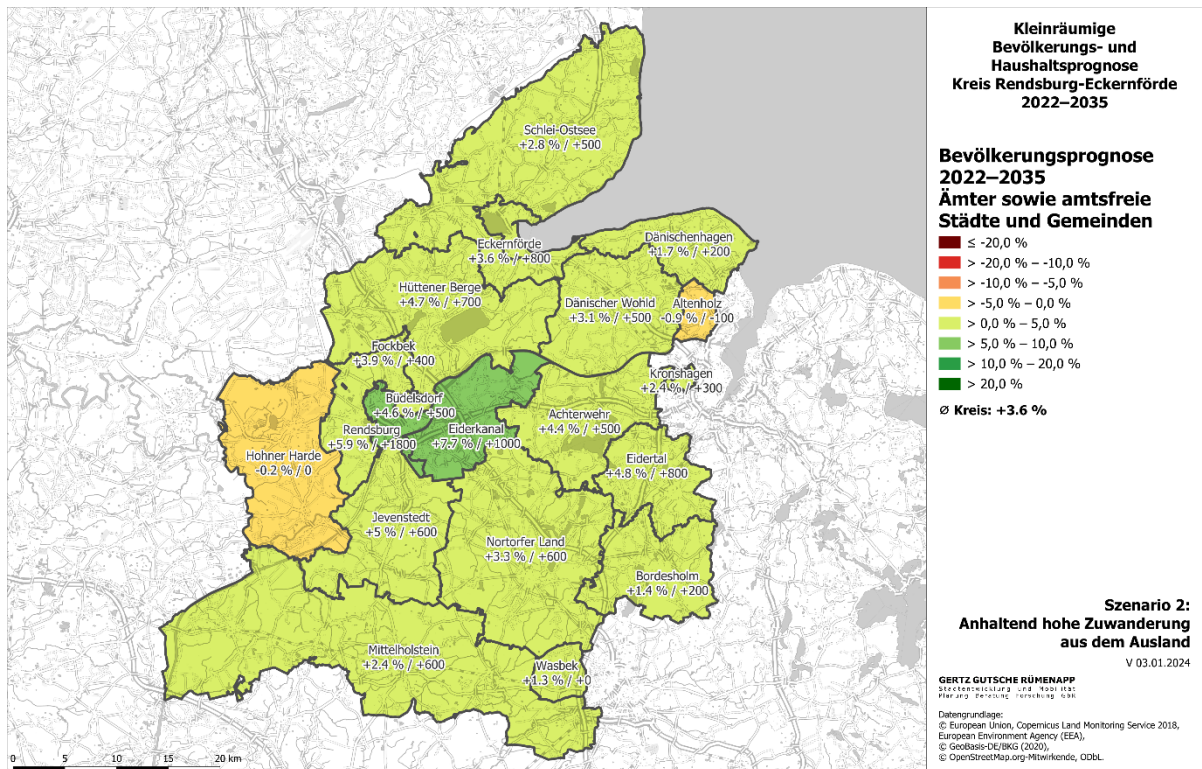 Schlei-Ostsee
+2.8 % / +500
Eckernförde
+3.6 % / +800
Dänischenhagen
+1.7 % / +200
Hüttener Berge
+4.7 % / +700
Dänischer Wohld
+3.1 % / +500
Altenholz
-0.9 % / -100
Fockbek
+3.9 % / +400
Kronshagen
+2.4 % / +300
Büdelsdorf
+4.6 % / +500
Achterwehr
+4.4 % / +500
Rendsburg
+5.9 % / +1800
Eiderkanal
+7.7 % / +1000
Hohner Harde
-0.2 % / 0
Eidertal
+4.8 % / +800
Jevenstedt
+5 % / +600
Nortorfer Land
+3.3 % / +600
Bordesholm
+1.4 % / +200
Mittelholstein
+2.4 % / +600
Wasbek
+1.3 % / +0
0 5 10 15 20 km
Kleinräumige
Bevölkerungs- und
Haushaltsprognose
Kreis Rendsburg-Eckernförde
2022–2035
Bevölkerungsprognose
2022–2035
Ämter sowie amtsfreie
Städte und Gemeinden
≤ -20,0 %
> -20,0 % – -10,0 %
> -10,0 % – -5,0 %
> -5,0 % – 0,0 %
> 0,0 % – 5,0 %
> 5,0 % – 10,0 %
> 10,0 % – 20,0 %
> 20,0 %
Ø Kreis: +3.6 %
Szenario 2:
Anhaltend hohe Zuwanderung
aus dem Ausland
V 03.01.2024
GERTZ GUTSCHE RÜMENAPP
Stadtentwicklung und Mobilität
Planung Beratung Forschung GbR
Datengrundlage:
© European Union, Copernicus Land Monitoring Service 2018,
European Environment Agency (EEA),
© GeoBasis-DE/BKG (2020),
© OpenStreetMap.org-Mitwirkende, ODbL.